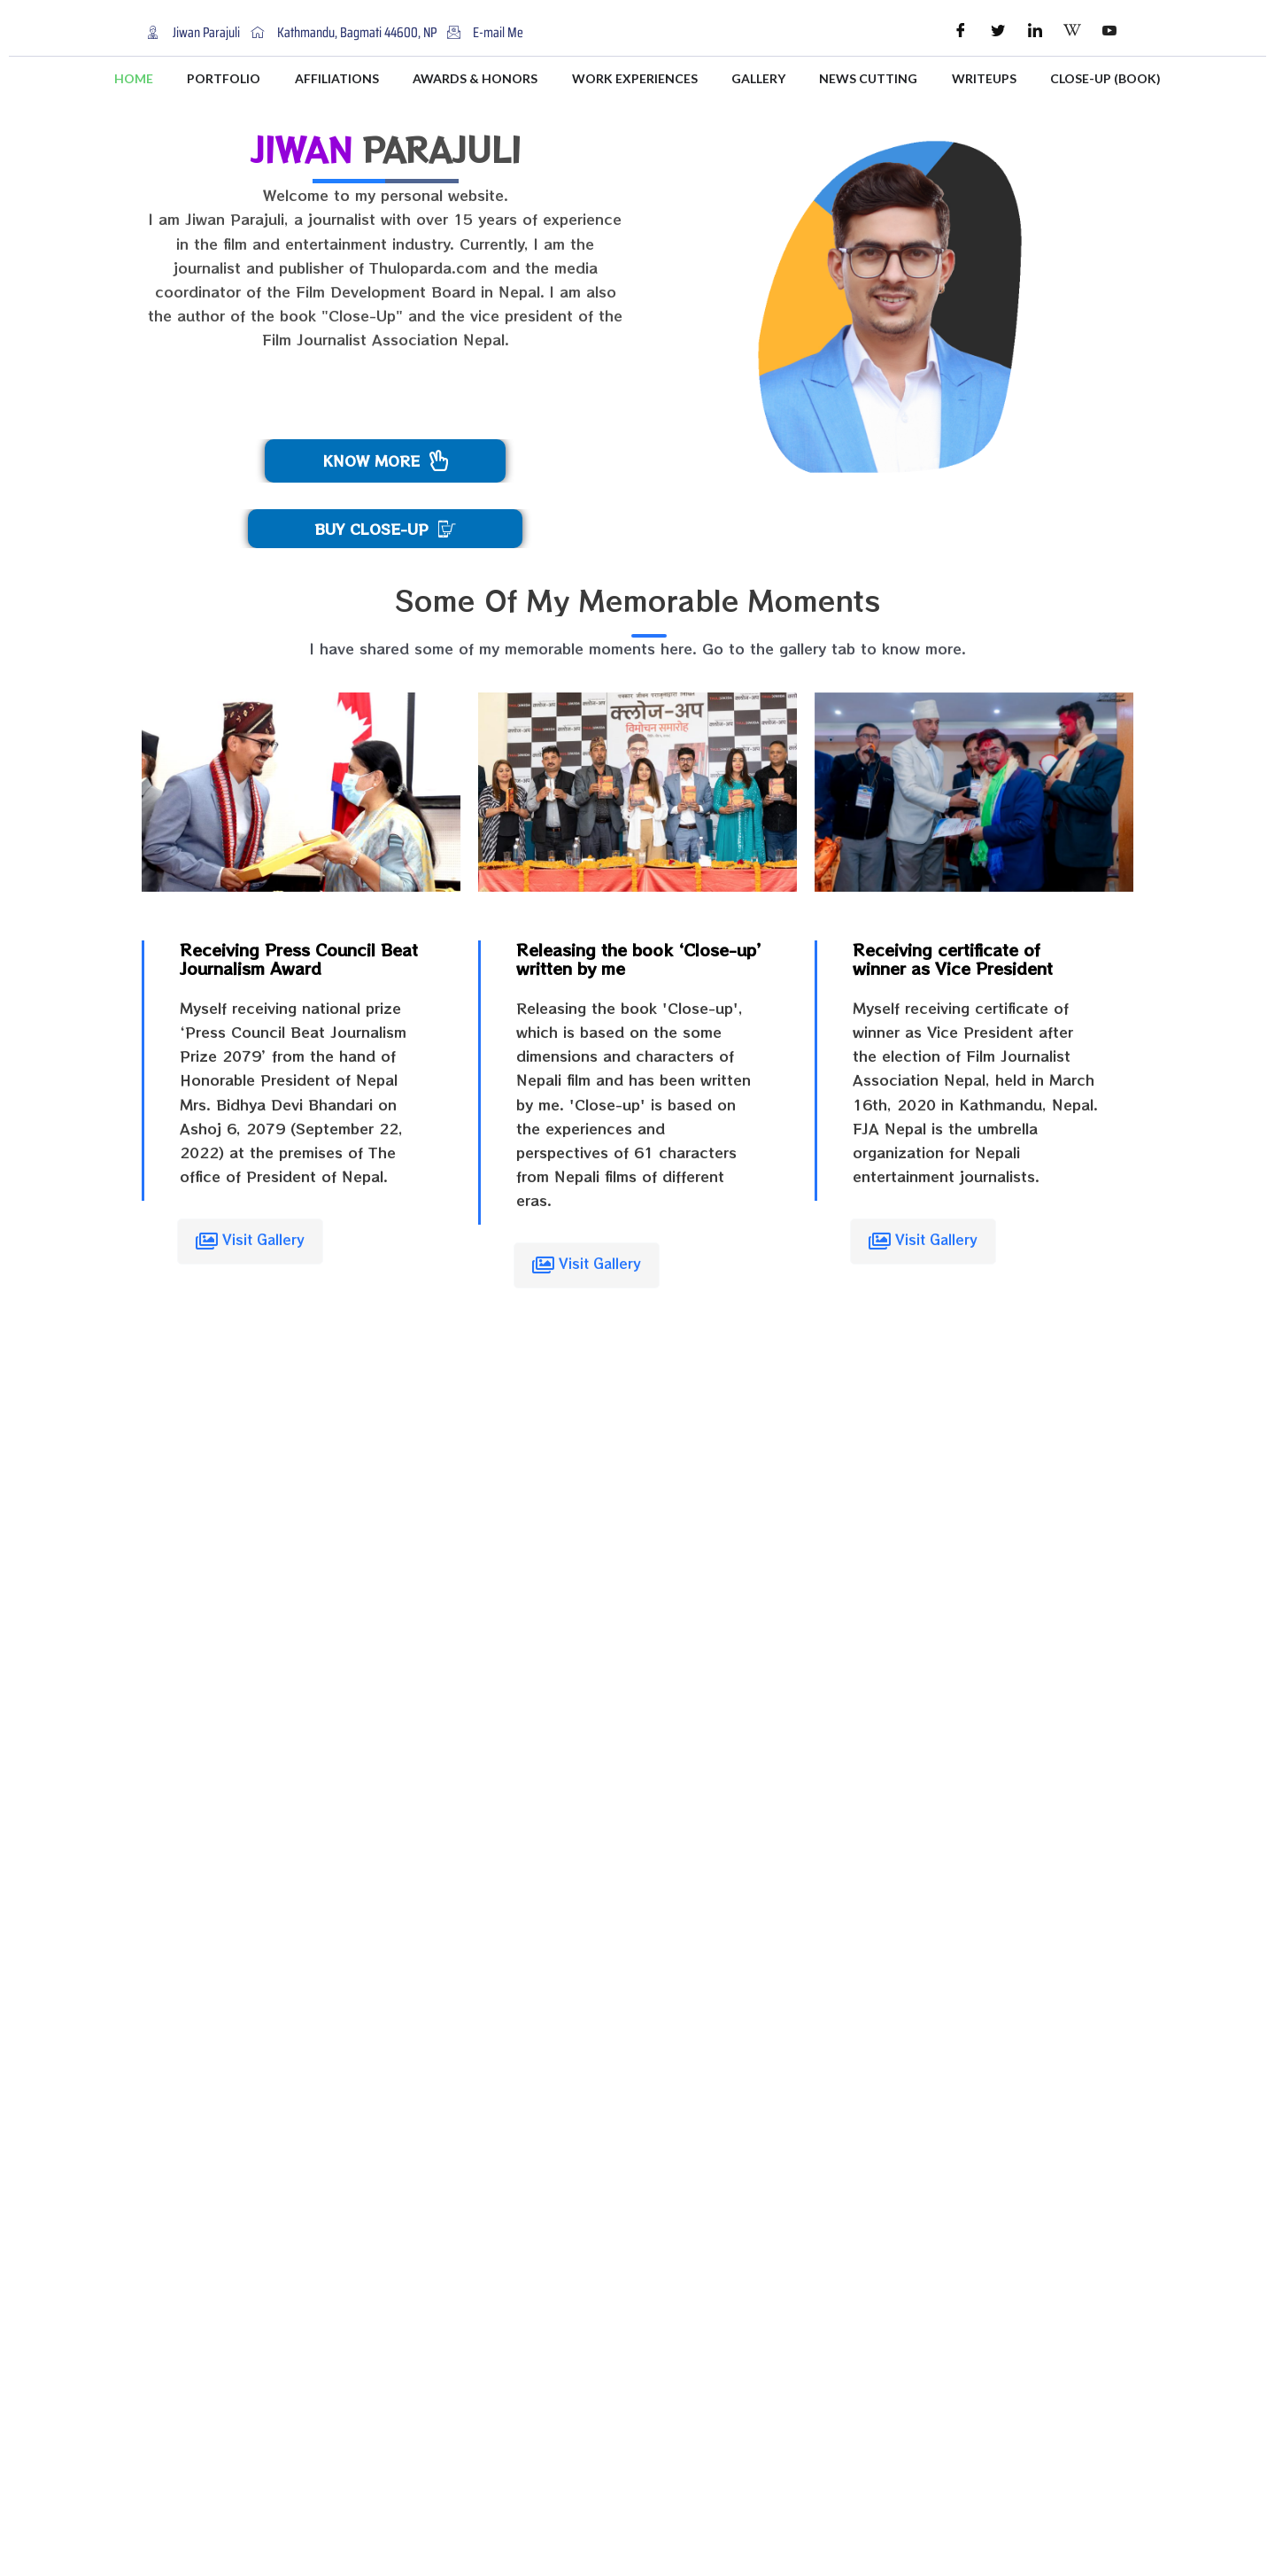 Jiwan Parajuli
Kathmandu, Bagmati 44600, NP
E-mail Me
HOME
PORTFOLIO
AFFILIATIONS
AWARDS & HONORS
WORK EXPERIENCES
GALLERY
NEWS CUTTING
WRITEUPS
CLOSE-UP (BOOK)
JIWAN PARAJULI
Welcome to my personal website.
I am Jiwan Parajuli, a journalist with over 15 years of experience
in the film and entertainment industry. Currently, I am the
journalist and publisher of Thuloparda.com and the media
coordinator of the Film Development Board in Nepal. I am also
the author of the book "Close-Up" and the vice president of the
Film Journalist Association Nepal.
KNOW MORE
BUY CLOSE-UP
Some Of My Memorable Moments
I have shared some of my memorable moments here. Go to the gallery tab to know more.
क्लोज-अप
विमोचन समारोह
Receiving Press Council Beat
Journalism Award
Myself receiving national prize
‘Press Council Beat Journalism
Prize 2079’ from the hand of
Honorable President of Nepal
Mrs. Bidhya Devi Bhandari on
Ashoj 6, 2079 (September 22,
2022) at the premises of The
office of President of Nepal.
Visit Gallery
Releasing the book ‘Close-up’
written by me
Releasing the book 'Close-up',
which is based on the some
dimensions and characters of
Nepali film and has been written
by me. 'Close-up' is based on
the experiences and
perspectives of 61 characters
from Nepali films of different
eras.
Visit Gallery
Receiving certificate of
winner as Vice President
Myself receiving certificate of
winner as Vice President after
the election of Film Journalist
Association Nepal, held in March
16th, 2020 in Kathmandu, Nepal.
FJA Nepal is the umbrella
organization for Nepali
entertainment journalists.
Visit Gallery